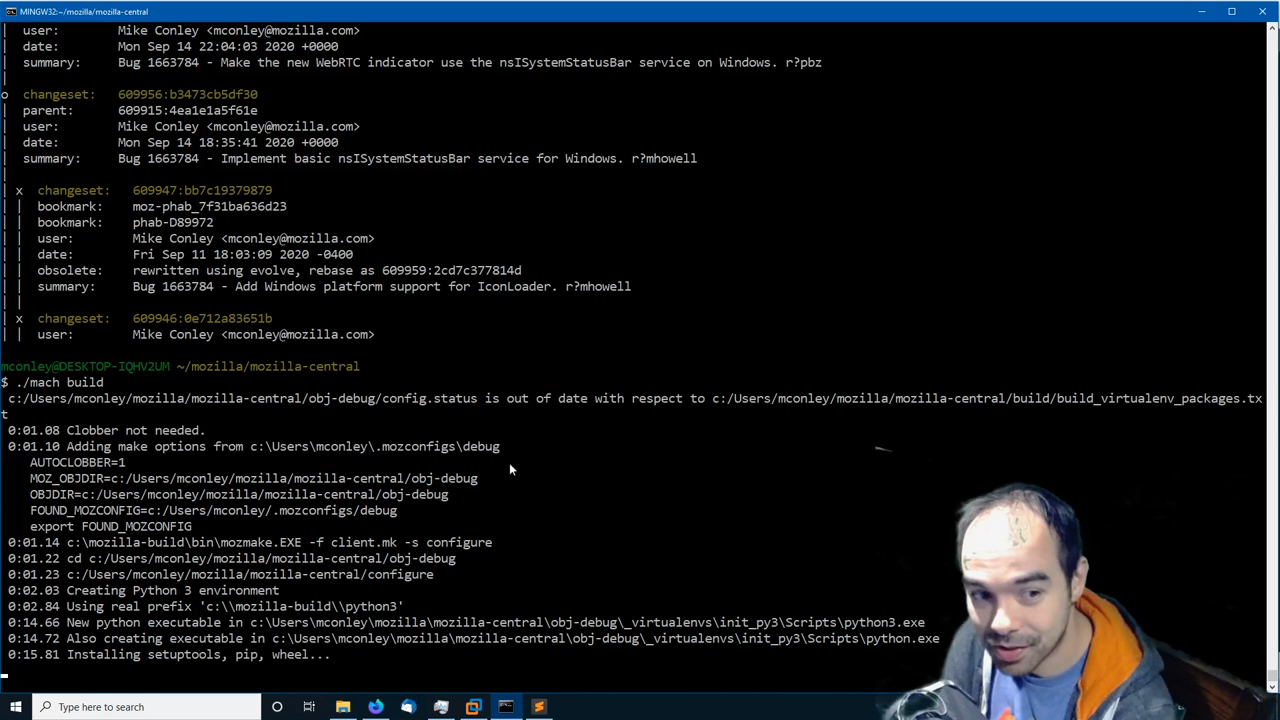 MINGW32:~/mozilla/mozilla-central
user: Mike Conley <mconley@mozilla.com>
date: Mon Sep 14 22:04:03 2020 +0000
summary: Bug 1663784 - Make the new WebRTC indicator use the nsISystemStatusBar service on Windows. r?pbz
|
o changeset: 609956:b3473cb5df30
| parent: 609915:4ea1e1a5f61e
| user: Mike Conley <mconley@mozilla.com>
| date: Mon Sep 14 18:35:41 2020 +0000
| summary: Bug 1663784 - Implement basic nsISystemStatusBar service for Windows. r?mhowell
|
| x changeset: 609947:bb7c19379879
| | bookmark: moz-phab_7f31ba636d23
| | bookmark: phab-D89972
| | user: Mike Conley <mconley@mozilla.com>
| | date: Fri Sep 11 18:03:09 2020 -0400
| | obsolete: rewritten using evolve, rebase as 609959:2cd7c377814d
| | summary: Bug 1663784 - Add Windows platform support for IconLoader. r?mhowell
| |
| x changeset: 609946:0e712a83651b
| | user: Mike Conley <mconley@mozilla.com>
mconley@DESKTOP-IQHV2UM ~/mozilla/mozilla-central
$ ./mach build
c:/Users/mconley/mozilla/mozilla-central/obj-debug/config.status is out of date with respect to c:/Users/mconley/mozilla/mozilla-central/build/build_virtualenv_packages.tx
t
0:01.08 Clobber not needed.
0:01.10 Adding make options from c:\Users\mconley\.mozconfigs\debug
AUTOCLOBBER=1
MOZ_OBJDIR=c:/Users/mconley/mozilla/mozilla-central/obj-debug
OBJDIR=c:/Users/mconley/mozilla/mozilla-central/obj-debug
FOUND_MOZCONFIG=c:/Users/mconley/.mozconfigs/debug
export FOUND_MOZCONFIG
0:01.14 c:\mozilla-build\bin\mozmake.EXE -f client.mk -s configure
0:01.22 cd c:/Users/mconley/mozilla/mozilla-central/obj-debug
0:01.23 c:/Users/mconley/mozilla/mozilla-central/configure
0:02.03 Creating Python 3 environment
0:02.84 Using real prefix 'c:\\mozilla-build\\python3'
0:14.66 New python executable in c:\Users\mconley\mozilla\mozilla-central\obj-debug\_virtualenvs\init_py3\Scripts\python3.exe
0:14.72 Also creating executable in c:\Users\mconley\mozilla\mozilla-central\obj-debug\_virtualenvs\init_py3\Scripts\python.exe
0:15.81 Installing setuptools, pip, wheel...
Type here to search